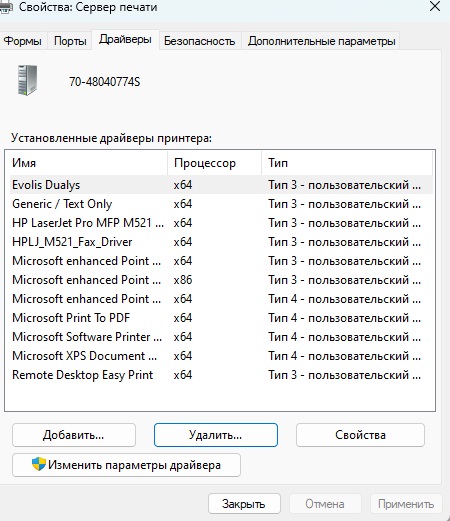 Свойства: Сервер печати
Формы Порты Драйверы Безопасность Дополнительные параметры
70-48040774S
Установленные драйверы принтера:
Имя Процессор Тип
Evolis Dualys x64 Тип 3 - пользовательский ...
Generic / Text Only x64 Тип 3 - пользовательский ...
HP LaserJet Pro MFP M521 ... x64 Тип 3 - пользовательский ...
HPLJ_M521_Fax_Driver x64 Тип 3 - пользовательский ...
Microsoft enhanced Point ... x64 Тип 3 - пользовательский ...
Microsoft enhanced Point ... x86 Тип 3 - пользовательский ...
Microsoft enhanced Point ... x64 Тип 4 - пользовательский ...
Microsoft Print To PDF x64 Тип 4 - пользовательский ...
Microsoft Software Printer ... x64 Тип 4 - пользовательский ...
Microsoft XPS Document ... x64 Тип 4 - пользовательский ...
Remote Desktop Easy Print x64 Тип 3 - пользовательский ...
Добавить... Удалить... Свойства
Изменить параметры драйвера
Закрыть Отмена Применить